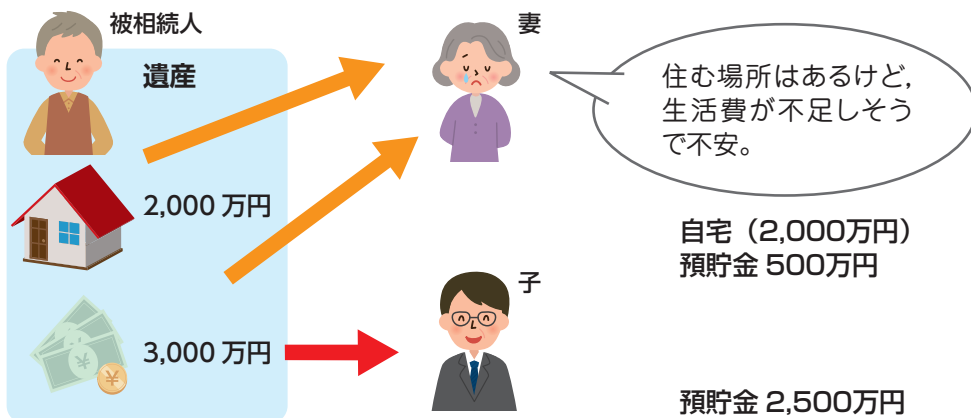 被相続人
遺産
2,000 万円
3,000 万円
妻
住む場所はあるけど,
生活費が不足しそう
で不安。
自宅（2,000万円）
預貯金 500万円
子
預貯金 2,500万円
¥
¥